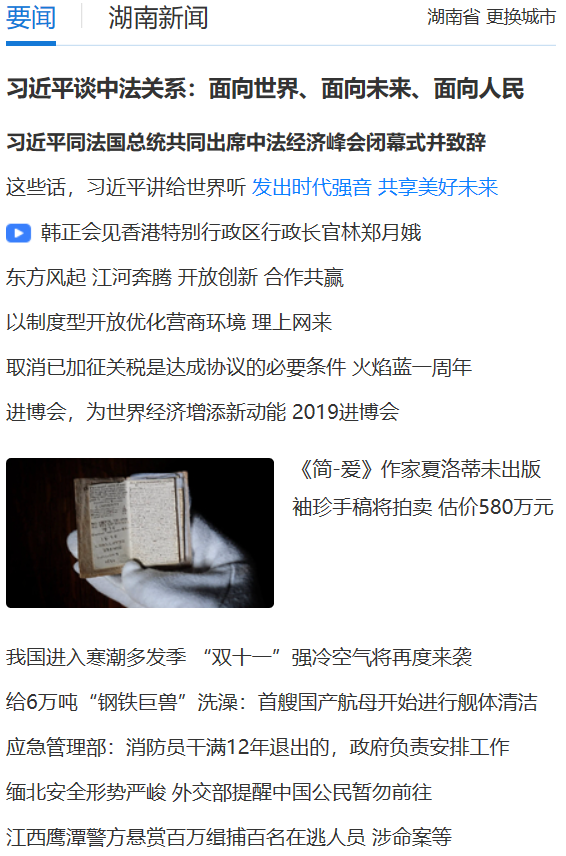 要闻 湖南新闻 湖南省 更换城市
习近平谈中法关系：面向世界、面向未来、面向人民
习近平同法国总统共同出席中法经济峰会闭幕式并致辞
这些话，习近平讲给世界听 发出时代强音 共享美好未来
韩正会见香港特别行政区行政长官林郑月娥
东方风起 江河奔腾 开放创新 合作共赢
以制度型开放优化营商环境 理上网来
取消已加征关税是达成协议的必要条件 火焰蓝一周年
进博会，为世界经济增添新动能 2019进博会
《简-爱》作家夏洛蒂未出版
袖珍手稿将拍卖 估价580万元
我国进入寒潮多发季 “双十一”强冷空气将再度来袭
给6万吨“钢铁巨兽”洗澡：首艘国产航母开始进行舰体清洁
应急管理部：消防员干满12年退出的，政府负责安排工作
缅北安全形势严峻 外交部提醒中国公民暂勿前往
江西鹰潭警方悬赏百万缉捕百名在逃人员 涉命案等